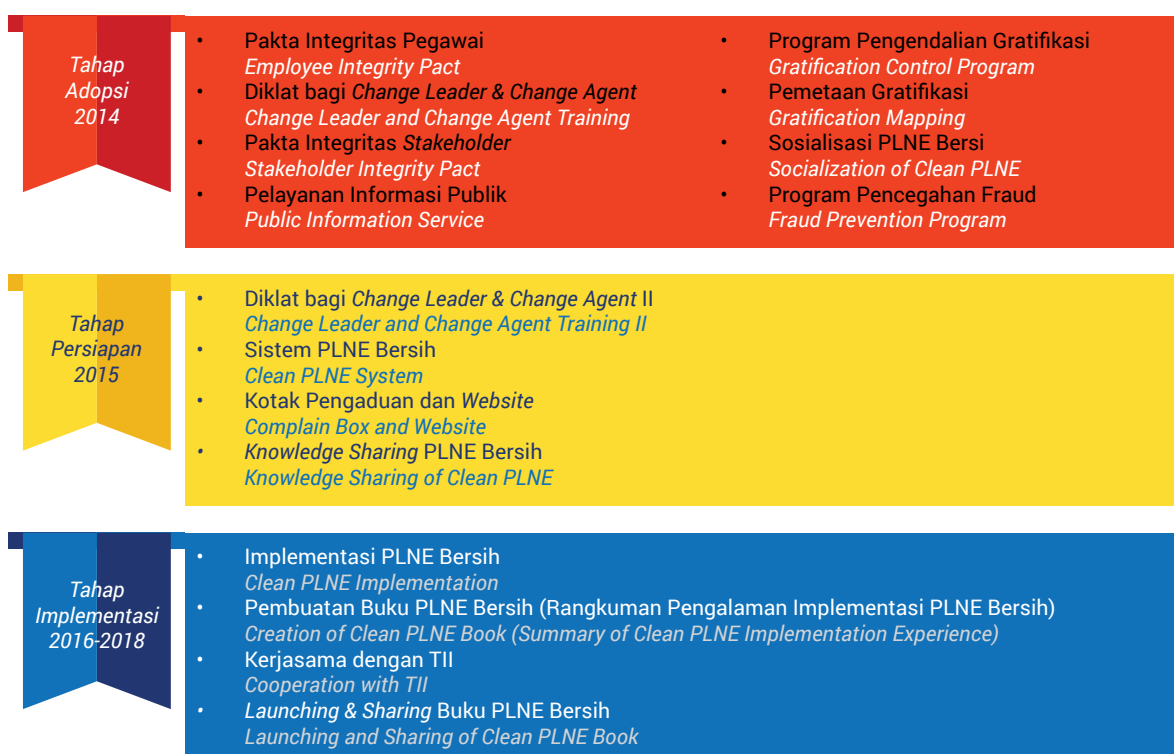 Tahap
Adopsi
2014
• Pakta Integritas Pegawai
Employee Integrity Pact
• Diklat bagi Change Leader & Change Agent
Change Leader and Change Agent Training
• Pakta Integritas Stakeholder
Stakeholder Integrity Pact
• Pelayanan Informasi Publik
Public Information Service
• Program Pengendalian Gratifikasi
Gratification Control Program
• Pemetaan Gratifikasi
Gratification Mapping
• Sosialisasi PLNE Bersi
Socialization of Clean PLNE
• Program Pencegahan Fraud
Fraud Prevention Program
Tahap
Persiapan
2015
• Diklat bagi Change Leader & Change Agent II
Change Leader and Change Agent Training II
• Sistem PLNE Bersih
Clean PLNE System
• Kotak Pengaduan dan Website
Complain Box and Website
• Knowledge Sharing PLNE Bersih
Knowledge Sharing of Clean PLNE
Tahap
Implementasi
2016-2018
• Implementasi PLNE Bersih
Clean PLNE Implementation
• Pembuatan Buku PLNE Bersih (Rangkuman Pengalaman Implementasi PLNE Bersih)
Creation of Clean PLNE Book (Summary of Clean PLNE Implementation Experience)
• Kerjasama dengan TII
Cooperation with TII
• Launching & Sharing Buku PLNE Bersih
Launching and Sharing of Clean PLNE Book